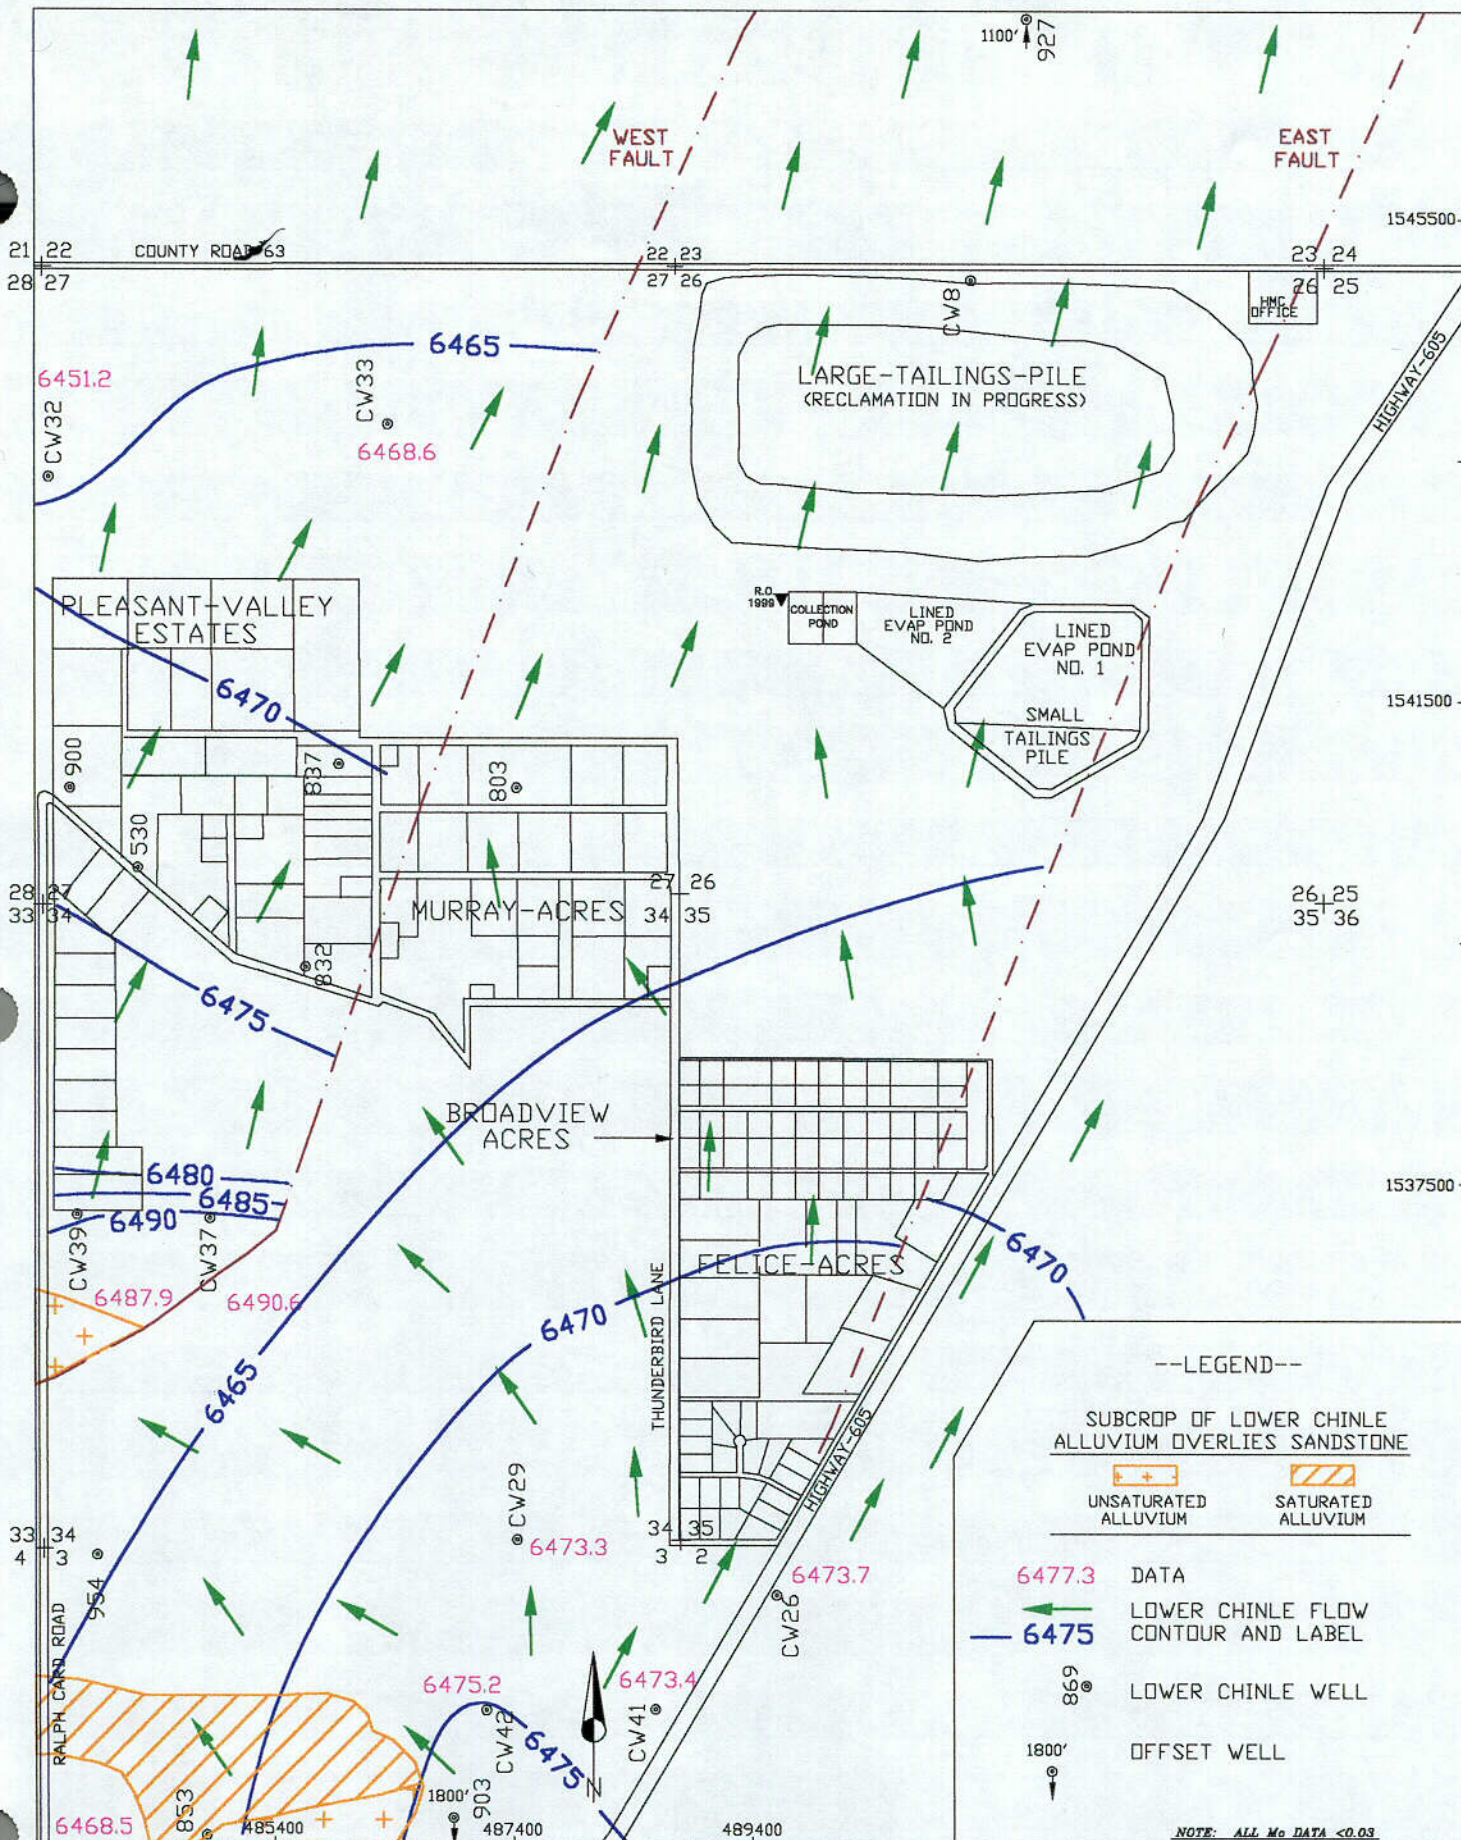 1100'
927
WEST
FAULT
EAST
FAULT
1545500
21 22
COUNTY ROAD 63
22 23
23 24
28 27
27 26
26 25
HMC
OFFICE
CW8
6465
CW33
6451.2
CW32
6468.6
LARGE-TAILINGS-PILE
(RECLAMATION IN PROGRESS)
HIGHWAY-605
PLEASANT-VALLEY
ESTATES
R.O.
1999
COLLECTION
POND
LINED
EVAP POND
NO. 2
LINED
EVAP POND
NO. 1
6470
1541500
SMALL
TAILINGS
PILE
900
837
803
530
28 27
33 34
27 26
34 35
MURRAY-ACRES
26 25
35 36
832
6475
BROADVIEW
ACRES
6480
6485
6490
1537500
CW39
CW37
6487.9
6490.6
FELICE-ACRES
6470
THUNDERBIRD LANE
6470
6465
HIGHWAY-605
--LEGEND--
SUBCROP OF LOWER CHINLE
ALLUVIUM OVERLIES SANDSTONE
UNSATURATED
ALLUVIUM
SATURATED
ALLUVIUM
6477.3 DATA
LOWER CHINLE FLOW
6475 CONTOUR AND LABEL
869 LOWER CHINLE WELL
1800' OFFSET WELL
CW29
6473.3
33 34
4 3
34 35
3 2
954
6473.7
CW26
RALPH CARD ROAD
6475.2
6473.4
CW42
CW41
6475
N
1800'
903
853
6468.5
485400
487400
489400
NOTE: ALL Mo DATA <0.03